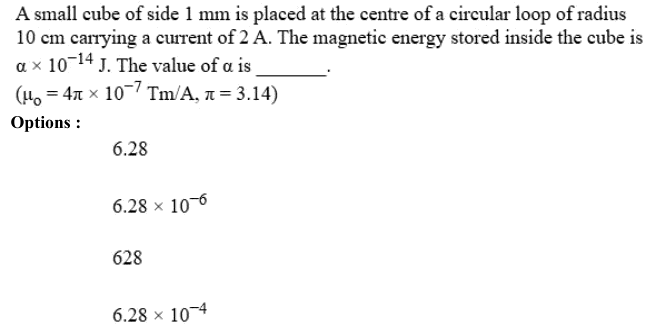 A small cube of side 1 mm is placed at the centre of a circular loop of radius
10 cm carrying a current of 2 A. The magnetic energy stored inside the cube is
α × 10⁻¹⁴ J. The value of α is ________.
(μₒ = 4π × 10⁻⁷ Tm/A, π = 3.14)
Options :
6.28
6.28 × 10⁻⁶
628
6.28 × 10⁻⁴